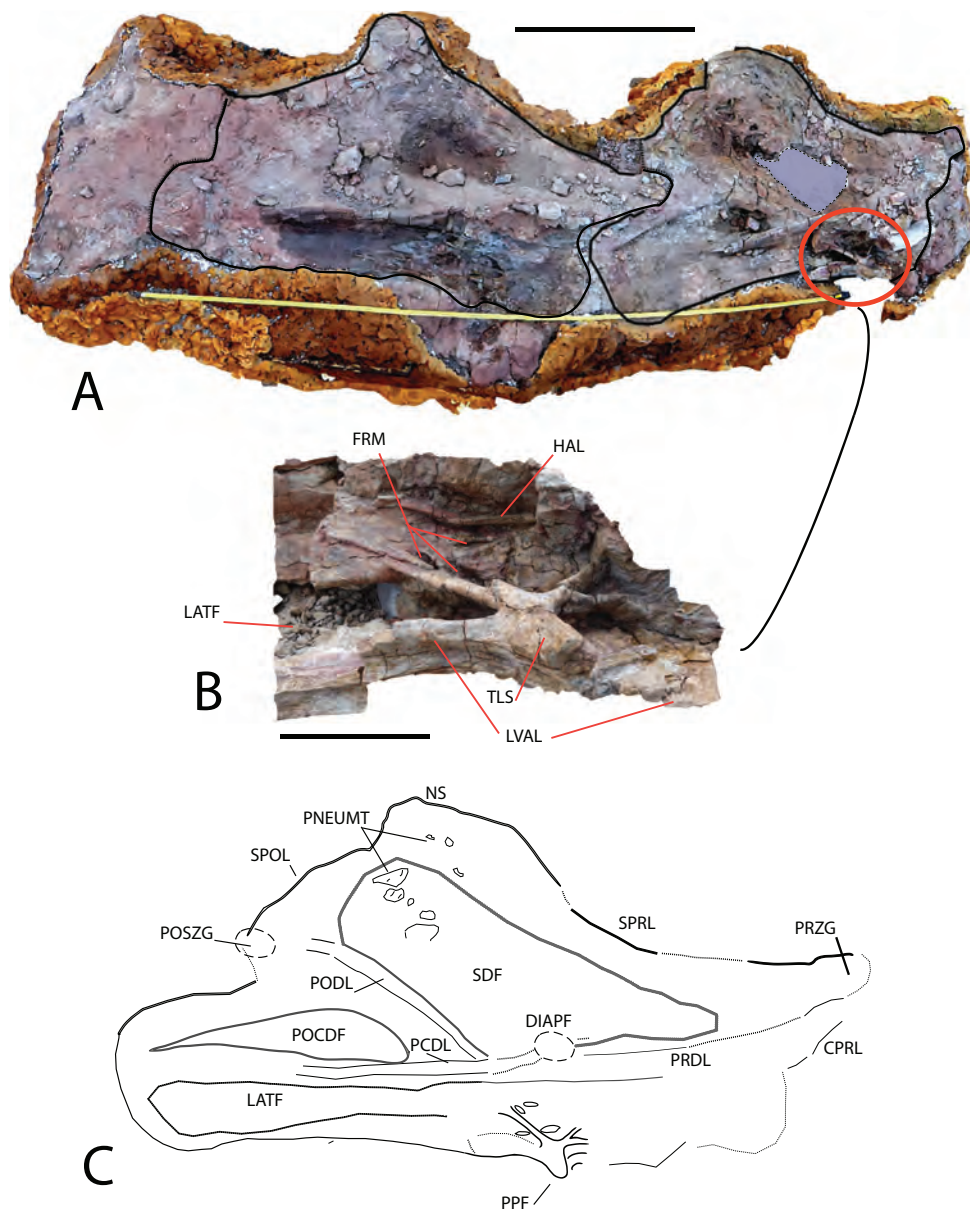 A
FRM
HAL
LATF
B
TLS
LVAL
NS
PNEUMT
SPOL
SPRL
PRZG
POSZG
PODL
SDF
POCDF
DIAPF
PCDL
PRDL
CPRL
LATF
C
PPF